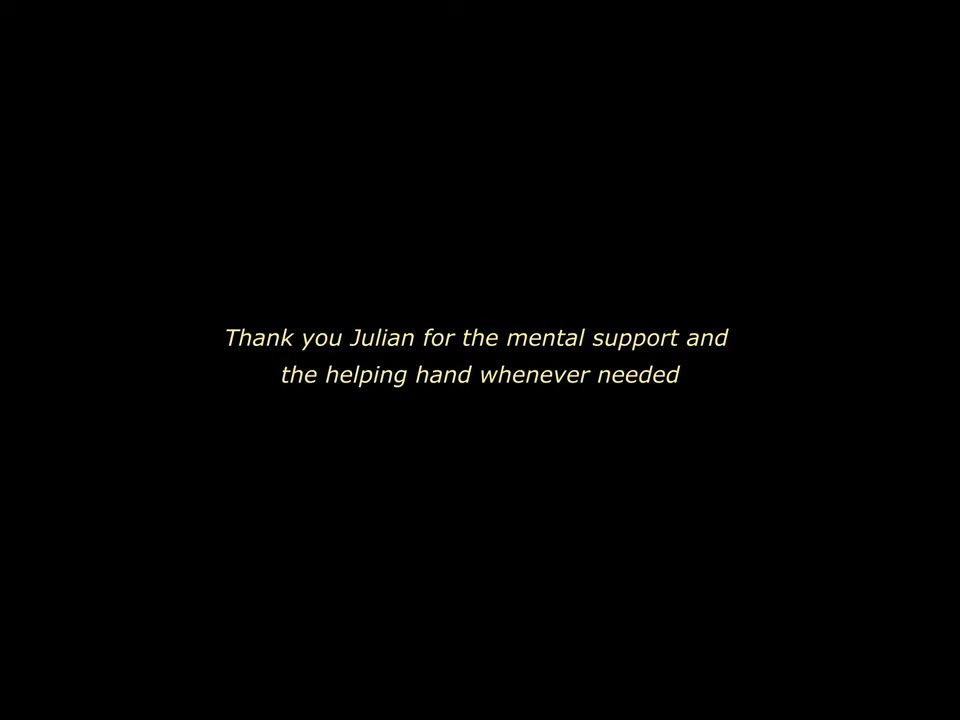 Thank you Julian for the mental support and
the helping hand whenever needed